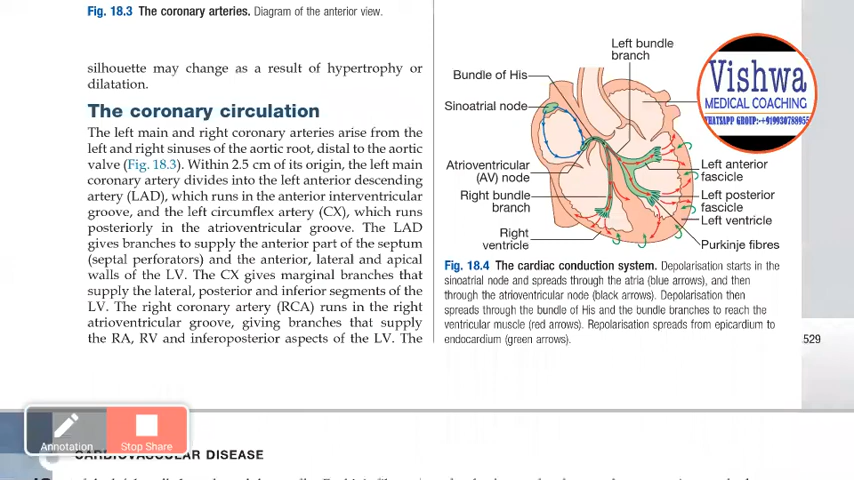 Fig. 18.3 The coronary arteries. Diagram of the anterior view.
silhouette may change as a result of hypertrophy or
dilatation.
The coronary circulation
The left main and right coronary arteries arise from the
left and right sinuses of the aortic root, distal to the aortic
valve (Fig. 18.3). Within 2.5 cm of its origin, the left main
coronary artery divides into the left anterior descending
artery (LAD), which runs in the anterior interventricular
groove, and the left circumflex artery (CX), which runs
posteriorly in the atrioventricular groove. The LAD
gives branches to supply the anterior part of the septum
(septal perforators) and the anterior, lateral and apical
walls of the LV. The CX gives marginal branches that
supply the lateral, posterior and inferior segments of the
LV. The right coronary artery (RCA) runs in the right
atrioventricular groove, giving branches that supply
the RA, RV and inferoposterior aspects of the LV. The
Left bundle
branch
Bundle of His
Sinoatrial node
Atrioventricular
(AV) node
Right bundle
branch
Right
ventricle
Left anterior
fascicle
Left posterior
fascicle
Left ventricle
Purkinje fibres
Vishwa
MEDICAL COACHING
WHATSAPP GROUP:-+919930788955
Fig. 18.4 The cardiac conduction system. Depolarisation starts in the
sinoatrial node and spreads through the atria (blue arrows), and then
through the atrioventricular node (black arrows). Depolarisation then
spreads through the bundle of His and the bundle branches to reach the
ventricular muscle (red arrows). Repolarisation spreads from epicardium to
endocardium (green arrows).
529
Annotation
Stop Share
CARDIOVASCULAR DISEASE